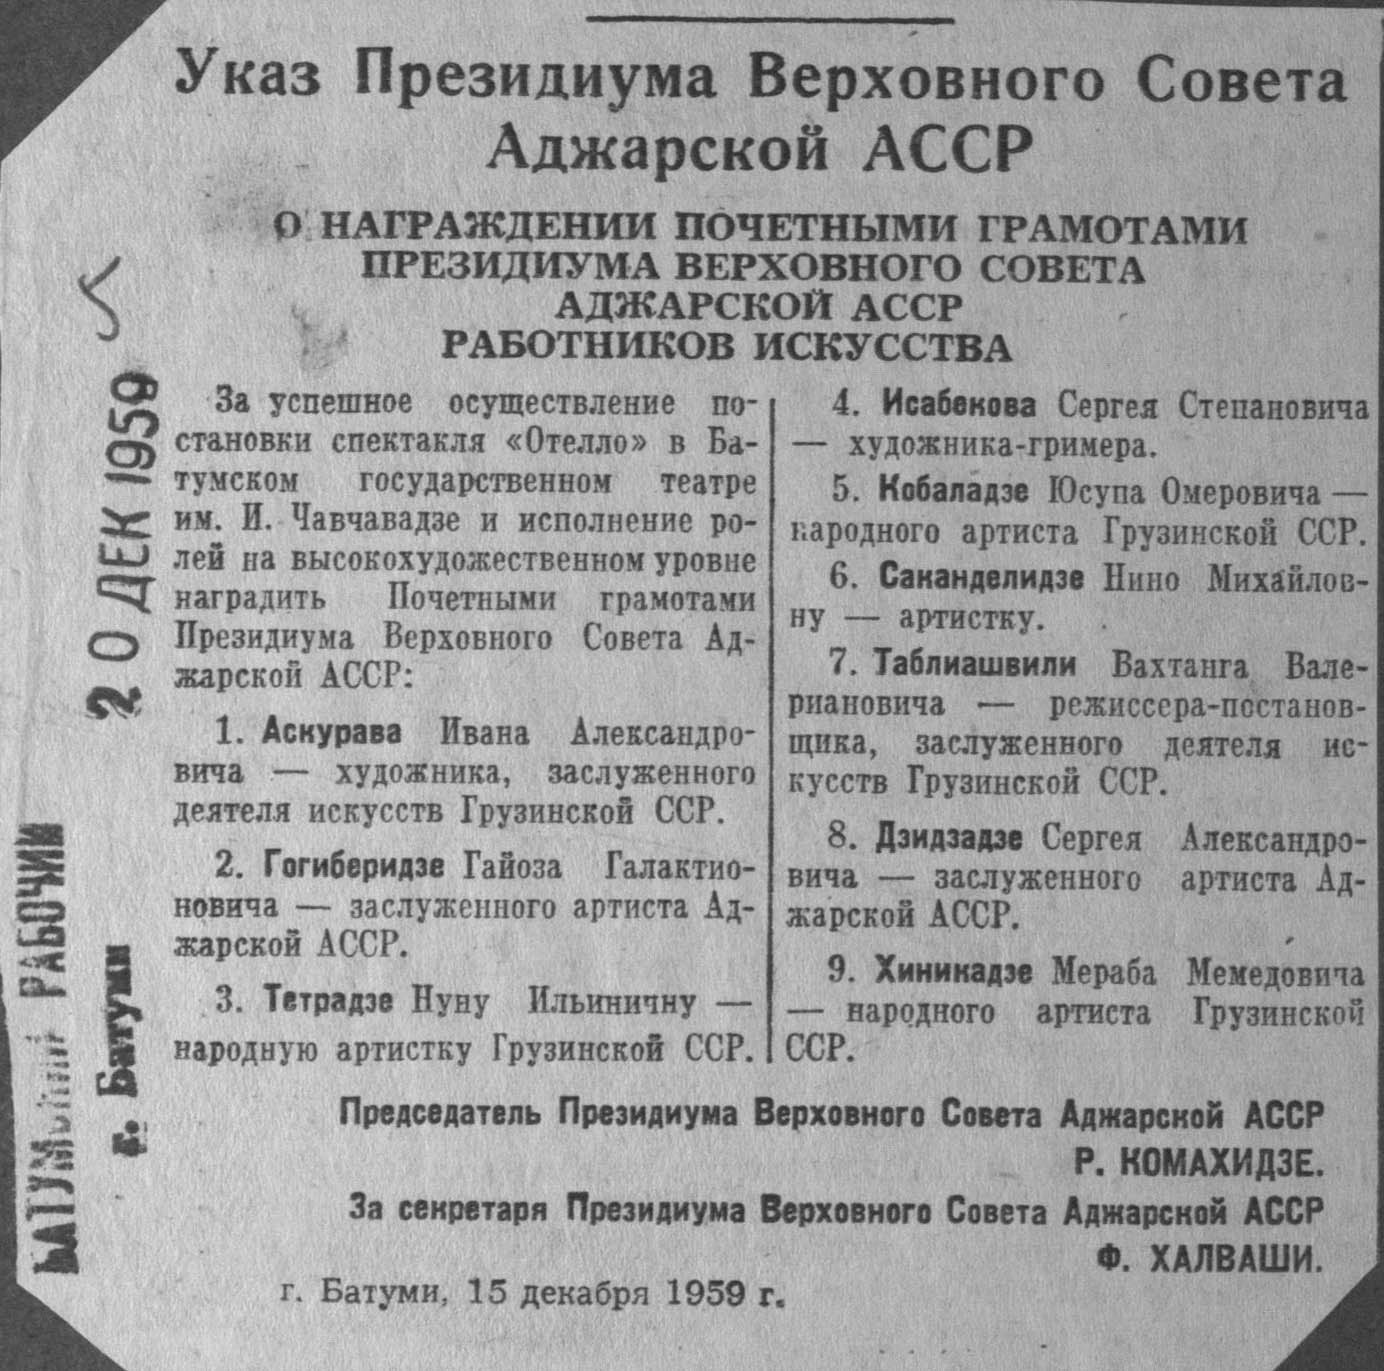 Указ Президиума Верховного Совета
Аджарской АССР
О НАГРАЖДЕНИИ ПОЧЕТНЫМИ ГРАМОТАМИ
ПРЕЗИДИУМА ВЕРХОВНОГО СОВЕТА
АДЖАРСКОЙ АССР
РАБОТНИКОВ ИСКУССТВА
За успешное осуществление по-
становки спектакля «Отелло» в Ба-
тумском государственном театре
им. И. Чавчавадзе и исполнение ро-
лей на высокохудожественном уровне
наградить Почетными грамотами
Президиума Верховного Совета Ад-
жарской АССР:
1. Аскурава Ивана Александро-
вича — художника, заслуженного
деятеля искусств Грузинской ССР.
2. Гогиберидзе Гайоза Галактио-
новича — заслуженного артиста Ад-
жарской АССР.
3. Тетрадзе Нуну Ильиничну —
народную артистку Грузинской ССР.
4. Исабекова Сергея Степановича
— художника-гримера.
5. Кобаладзе Юсупа Омеровича —
народного артиста Грузинской ССР.
6. Саканделидзе Нино Михайлов-
ну — артистку.
7. Таблиашвили Вахтанга Вале-
риановича — режиссера-постанов-
щика, заслуженного деятеля ис-
кусств Грузинской ССР.
8. Дзидзадзе Сергея Александро-
вича — заслуженного артиста Ад-
жарской АССР.
9. Хиникадзе Мераба Мемедовича
— народного артиста Грузинской
ССР.
Председатель Президиума Верховного Совета Аджарской АССР
Р. КОМАХИДЗЕ.
За секретаря Президиума Верховного Совета Аджарской АССР
Ф. ХАЛВАШИ.
г. Батуми, 15 декабря 1959 г.
20 ДЕК 1959
БАТУМСКИЙ РАБОЧИЙ
г. Батуми